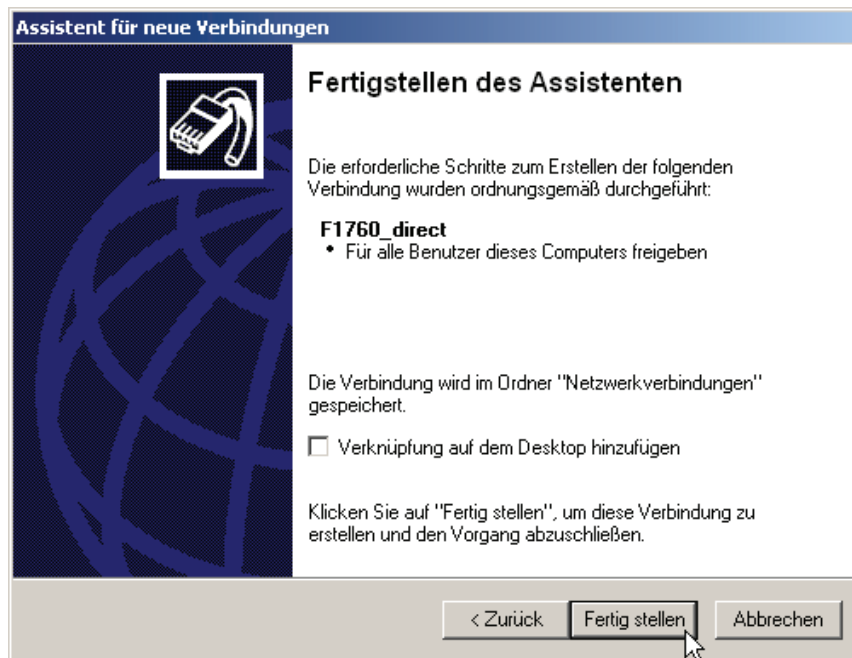 Assistent für neue Verbindungen
Fertigstellen des Assistenten
Die erforderliche Schritte zum Erstellen der folgenden
Verbindung wurden ordnungsgemäß durchgeführt:
F1760_direct
• Für alle Benutzer dieses Computers freigeben
Die Verbindung wird im Ordner "Netzwerkverbindungen"
gespeichert.
Verknüpfung auf dem Desktop hinzufügen
Klicken Sie auf "Fertig stellen", um diese Verbindung zu
erstellen und den Vorgang abzuschließen.
< Zurück Fertig stellen Abbrechen